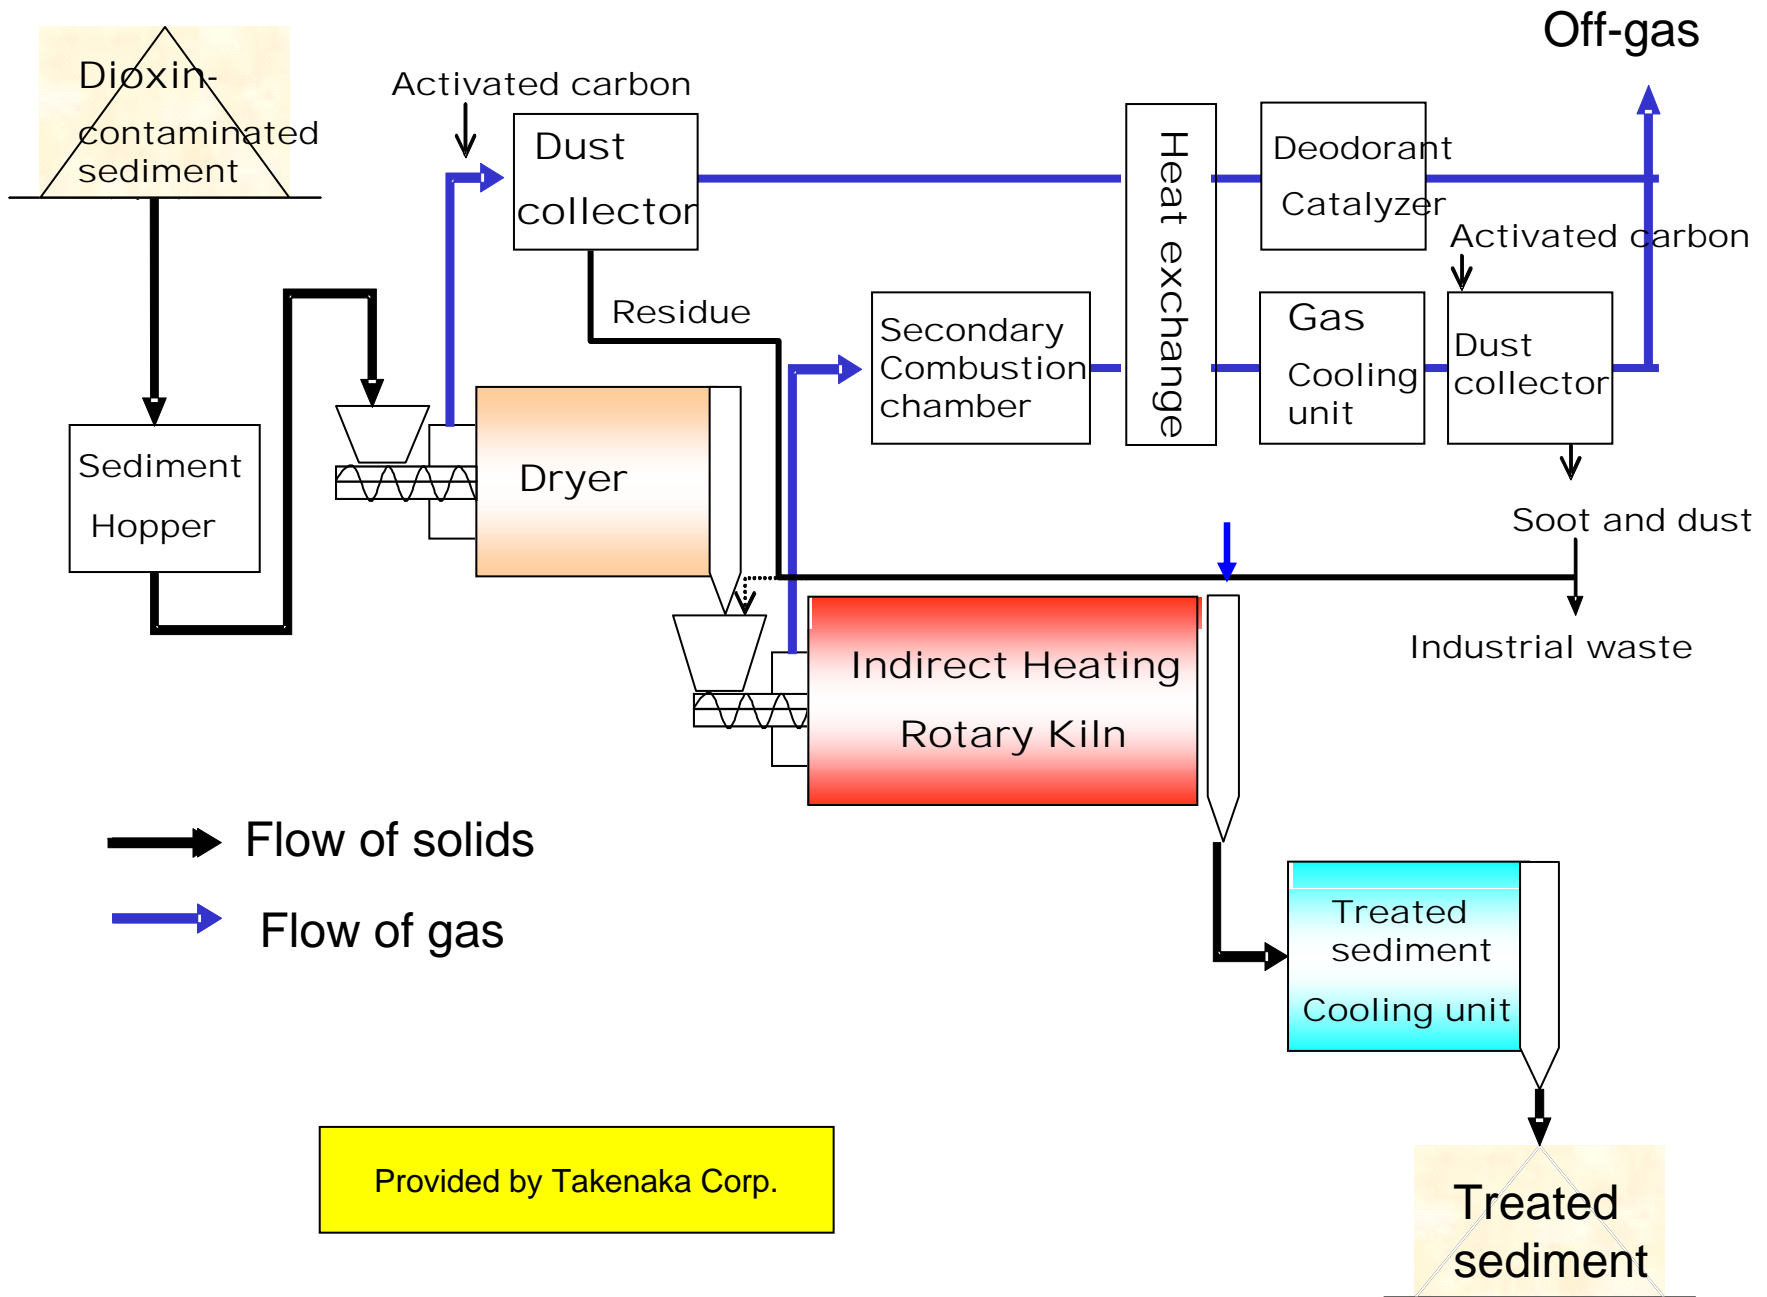 Off-gas
Dioxin-
contaminated
sediment
Activated carbon
Dust
collector
Heat exchange
Deodorant
Catalyzer
Activated carbon
Residue
Secondary
Combustion
chamber
Gas
Cooling
unit
Dust
collector
Sediment
Hopper
Dryer
Soot and dust
Indirect Heating
Rotary Kiln
Industrial waste
Flow of solids
Flow of gas
Treated
sediment
Cooling unit
Provided by Takenaka Corp.
Treated
sediment